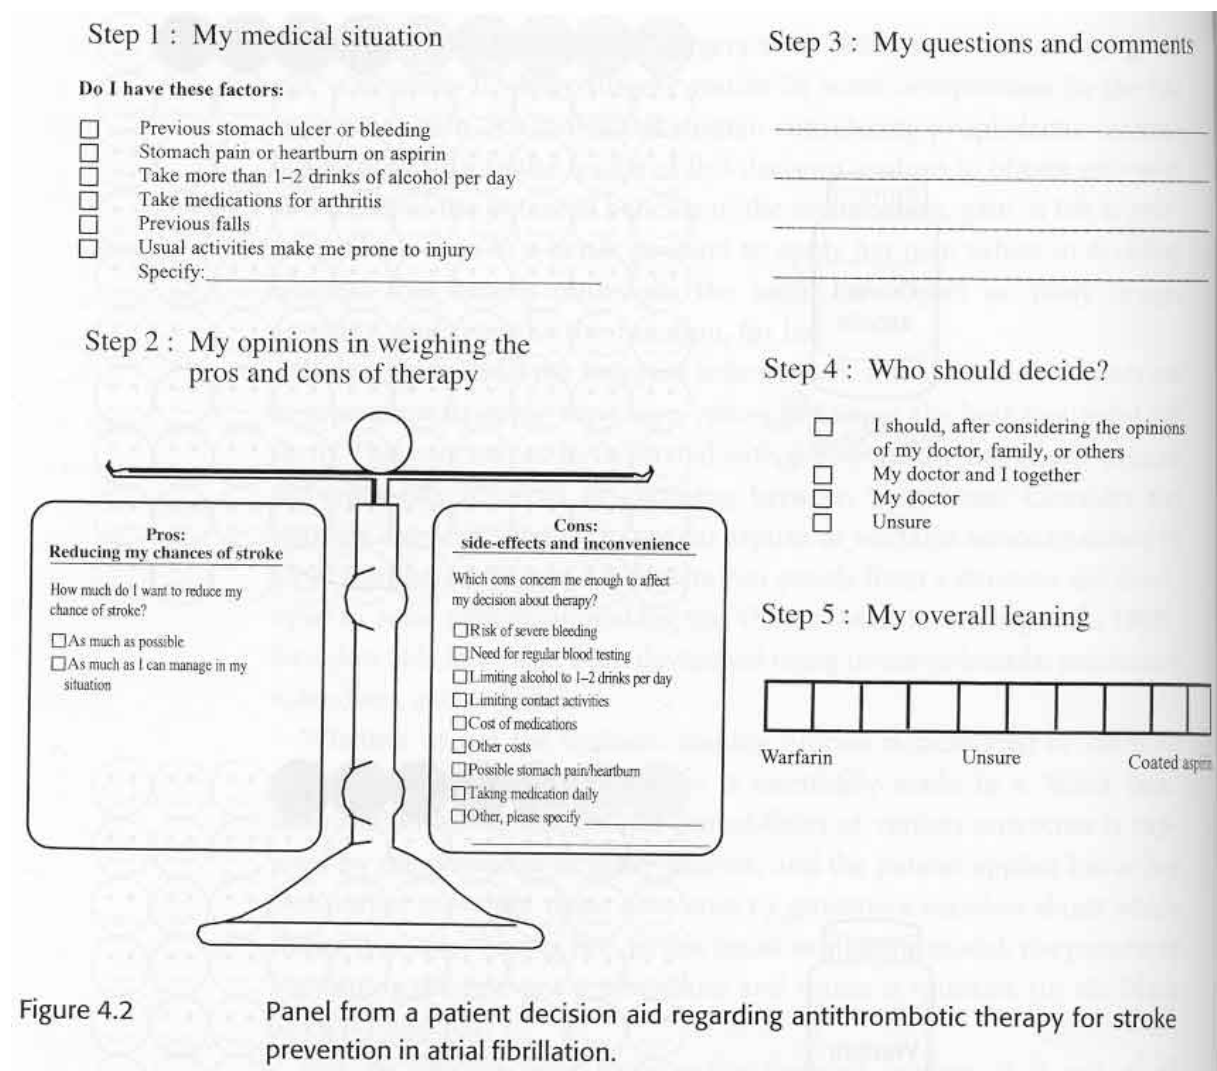 Step 1 : My medical situation
Do I have these factors:
Previous stomach ulcer or bleeding
Stomach pain or heartburn on aspirin
Take more than 1–2 drinks of alcohol per day
Take medications for arthritis
Previous falls
Usual activities make me prone to injury
Specify:
Step 2 : My opinions in weighing the
pros and cons of therapy
Pros:
Reducing my chances of stroke
How much do I want to reduce my
chance of stroke?
As much as possible
As much as I can manage in my
situation
Cons:
side-effects and inconvenience
Which cons concern me enough to affect
my decision about therapy?
Risk of severe bleeding
Need for regular blood testing
Limiting alcohol to 1–2 drinks per day
Limiting contact activities
Cost of medications
Other costs
Possible stomach pain/heartburn
Taking medication daily
Other, please specify
Step 3 : My questions and comments
Step 4 : Who should decide?
I should, after considering the opinions
of my doctor, family, or others
My doctor and I together
My doctor
Unsure
Step 5 : My overall leaning
Warfarin Unsure Coated aspirin
Figure 4.2 Panel from a patient decision aid regarding antithrombotic therapy for stroke
prevention in atrial fibrillation.